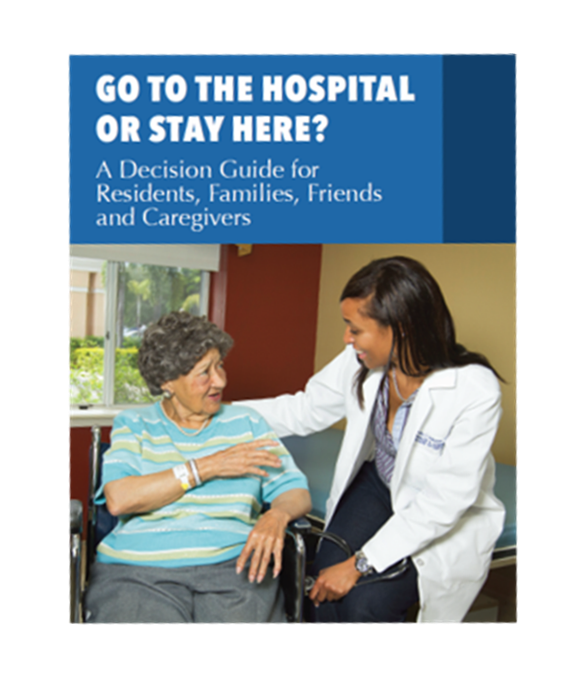 GO TO THE HOSPITAL
OR STAY HERE?
A Decision Guide for
Residents, Families, Friends
and Caregivers